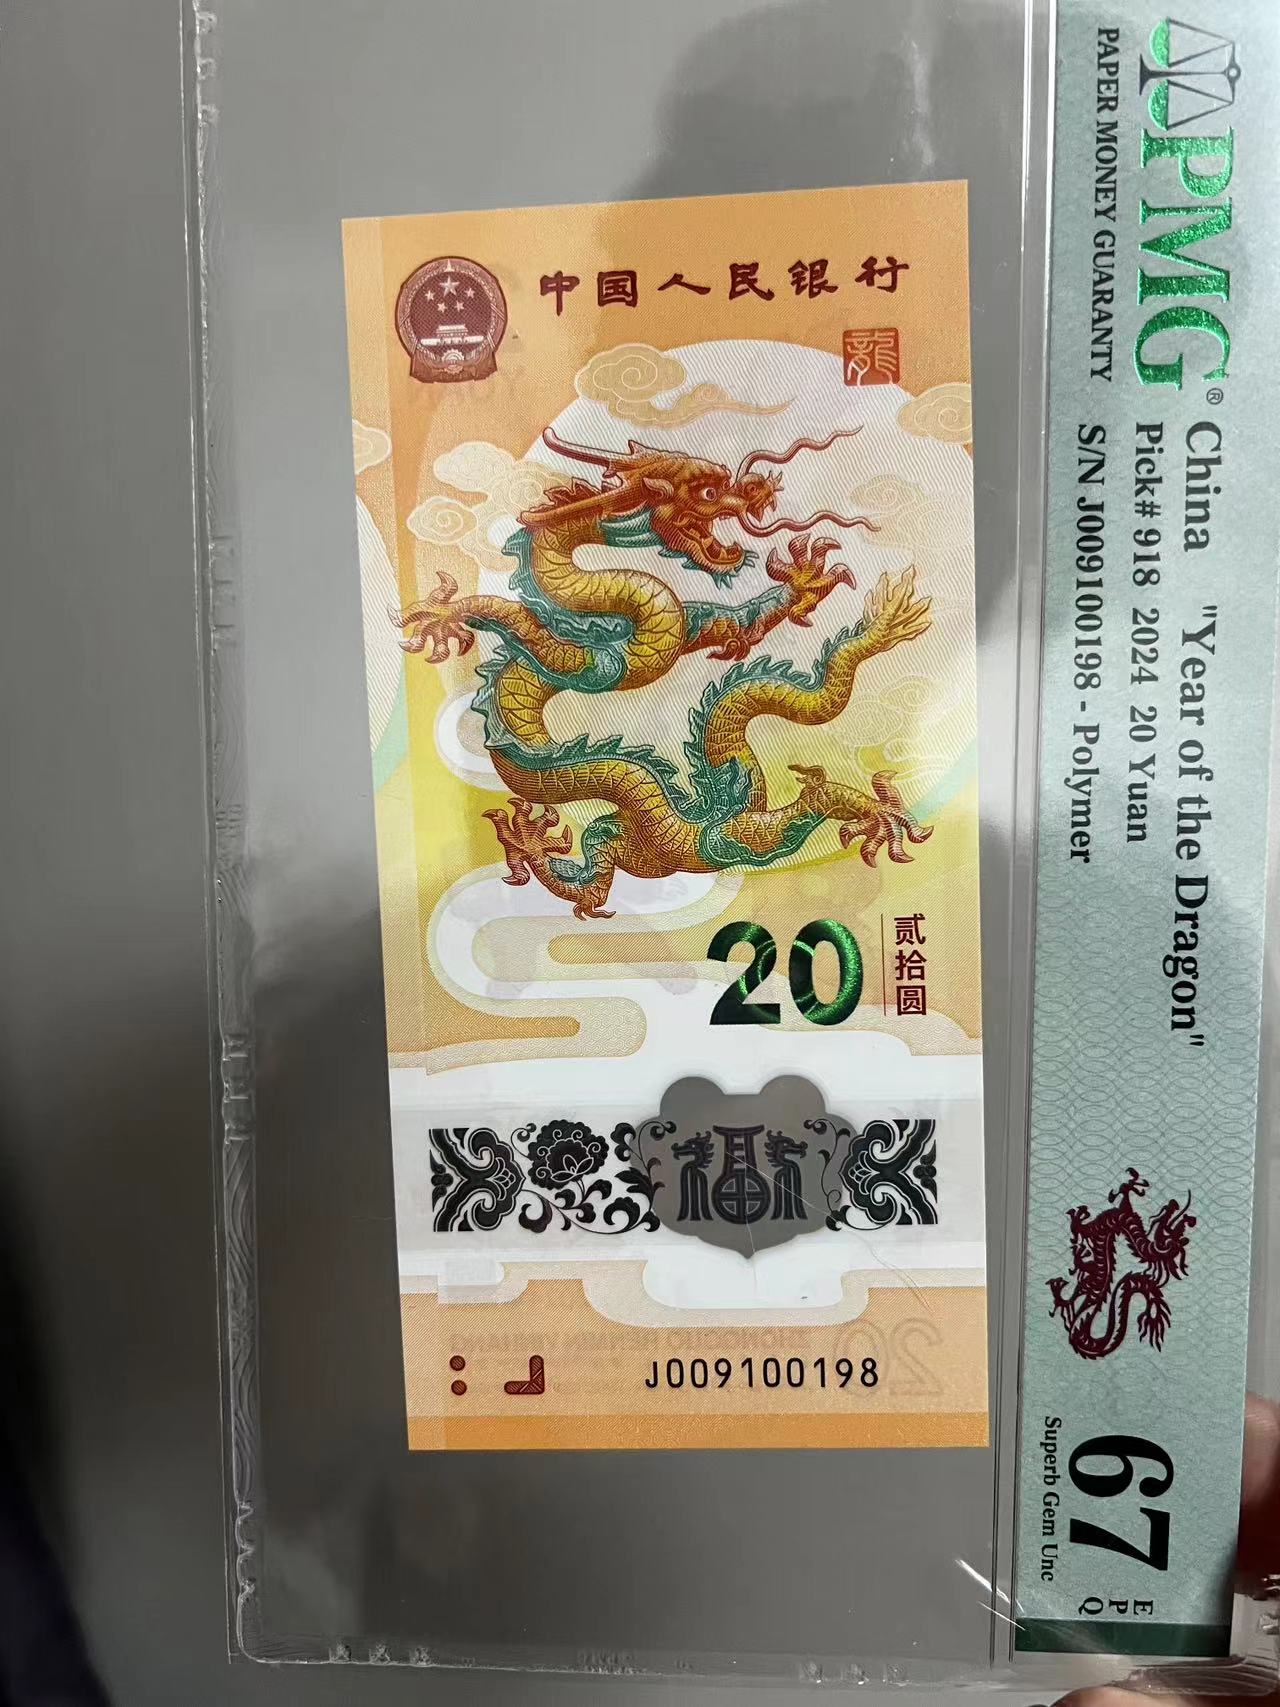 中国人民银行
龍
20
贰拾圆
福
J009100198
PMG®
PAPER MONEY GUARANTY
China "Year of the Dragon"
Pick# 918 2024 20 Yuan
S/N J009100198 - Polymer
67
EPQ
Superb Gem Unc